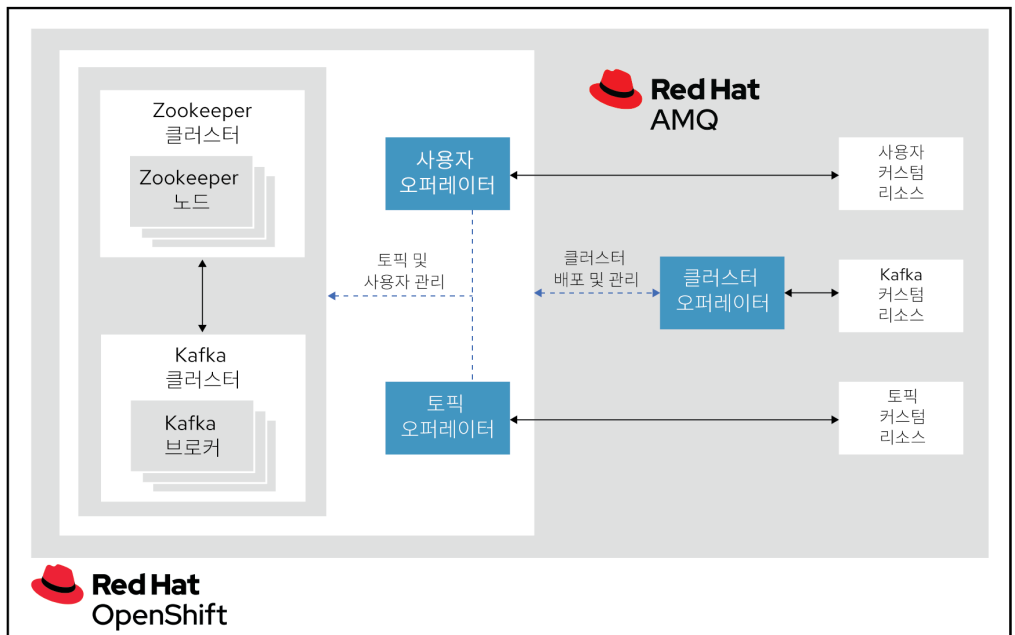 Red Hat
AMQ
Zookeeper
클러스터
Zookeeper
노드
Kafka
클러스터
Kafka
브로커
토픽 및
사용자 관리
사용자
오퍼레이터
토픽
오퍼레이터
클러스터
배포 및 관리
클러스터
오퍼레이터
사용자
커스텀
리소스
Kafka
커스텀
리소스
토픽
커스텀
리소스
Red Hat
OpenShift